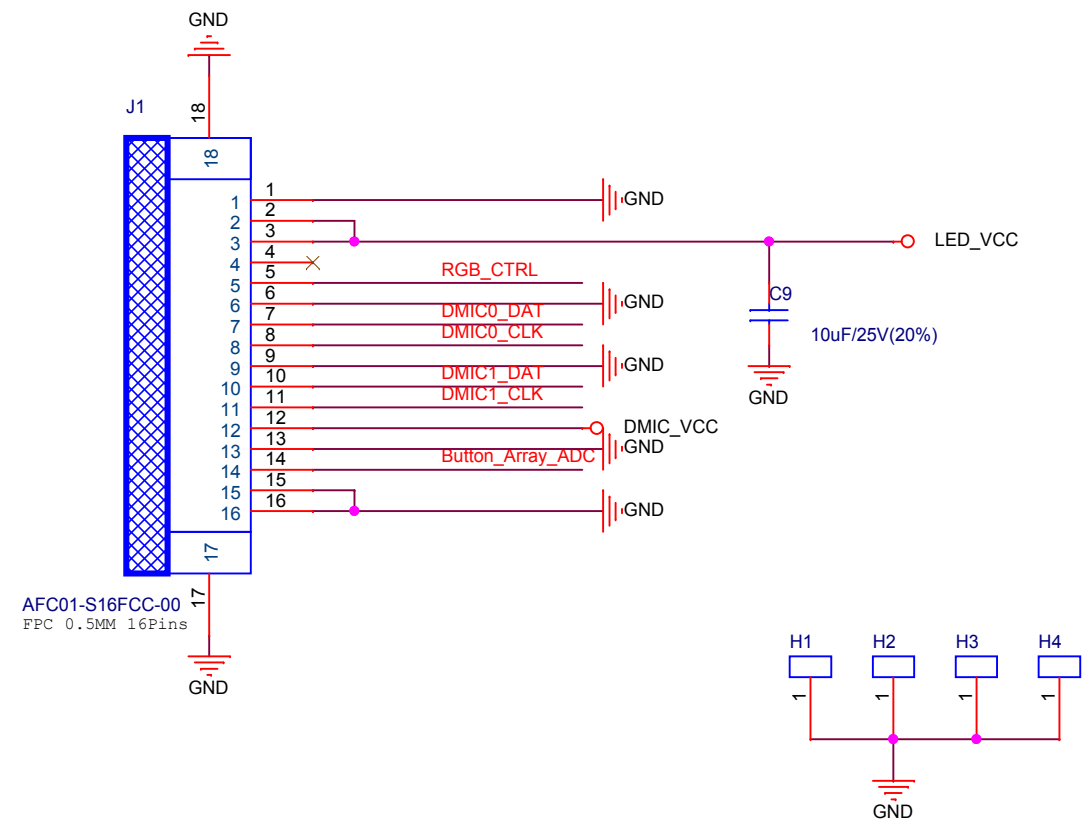 GND
J1
18
18
1
1
GND
2
2
3
3
LED_VCC
4
4
5
5
RGB_CTRL
6
6
GND
C9
10uF/25V(20%)
GND
7
7
DMIC0_DAT
8
8
DMIC0_CLK
9
9
GND
10
10
DMIC1_DAT
11
11
DMIC1_CLK
12
12
DMIC_VCC
13
13
GND
14
14
Button_Array_ADC
15
15
16
16
GND
17
17
AFC01-S16FCC-00
FPC 0.5MM 16Pins
GND
H1
H2
H3
H4
1
1
1
1
GND